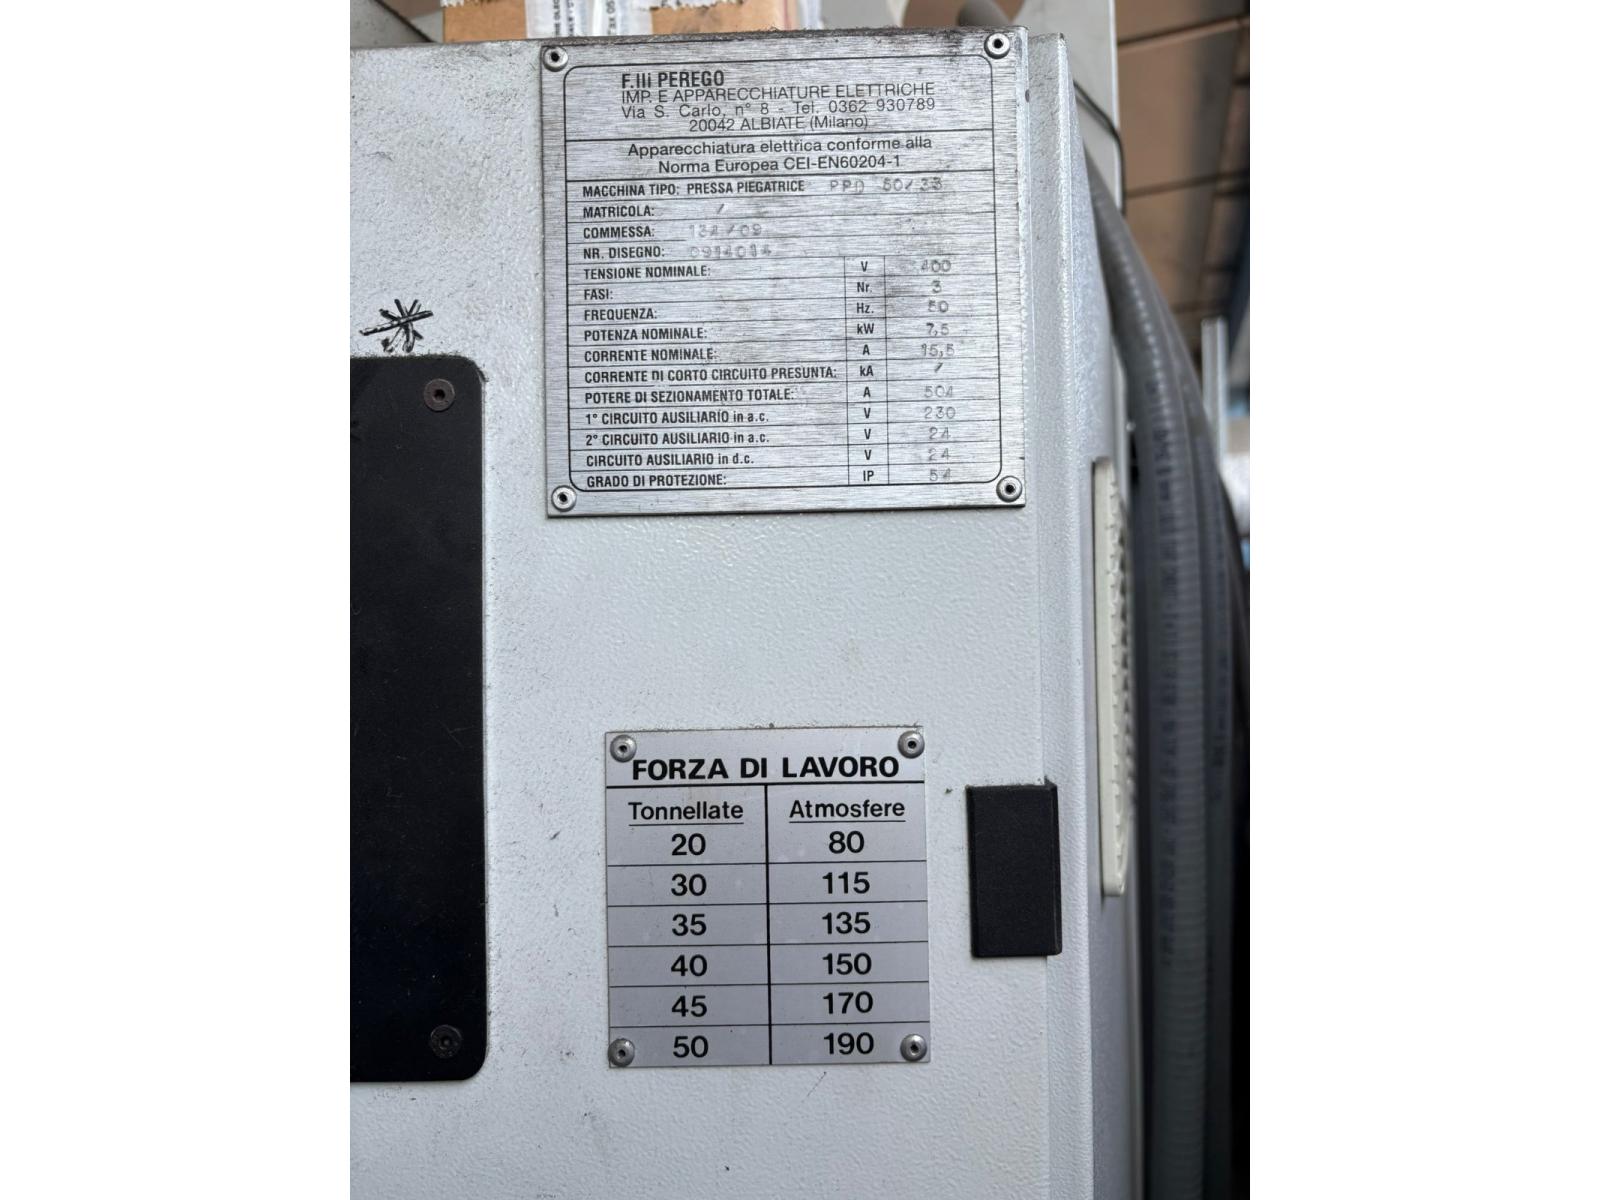 F.lli PEREGO
IMP. E APPARECCHIATURE ELETTRICHE
Via S. Carlo, n° 8 - Tel. 0362 930789
20042 ALBIATE (Milano)
Apparecchiatura elettrica conforme alla
Norma Europea CEI-EN60204-1
MACCHINA TIPO: PRESSA PIEGATRICE PPD 50/33
MATRICOLA: /
COMMESSA: 134/09
NR. DISEGNO: 0914014
TENSIONE NOMINALE: V 400
FASI: Nr. 3
FREQUENZA: Hz. 50
POTENZA NOMINALE: kW 7,5
CORRENTE NOMINALE: A 15,5
CORRENTE DI CORTO CIRCUITO PRESUNTA: kA /
POTERE DI SEZIONAMENTO TOTALE: A 504
1° CIRCUITO AUSILIARIO in a.c. V 230
2° CIRCUITO AUSILIARIO in a.c. V 24
CIRCUITO AUSILIARIO in d.c. V 24
GRADO DI PROTEZIONE: IP 54
FORZA DI LAVORO
Tonnellate Atmosfere
20 80
30 115
35 135
40 150
45 170
50 190